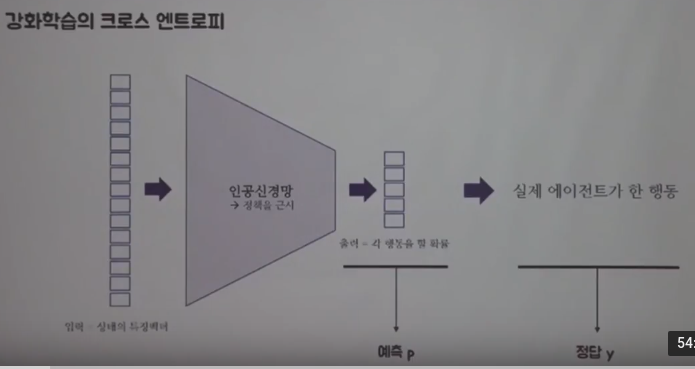 강화학습의 크로스 엔트로피
인공신경망
→ 정책을 근사
실제 에이전트가 한 행동
출력 = 각 행동을 할 확률
입력 = 상태의 특징벡터
예측 p
정답 y
54: